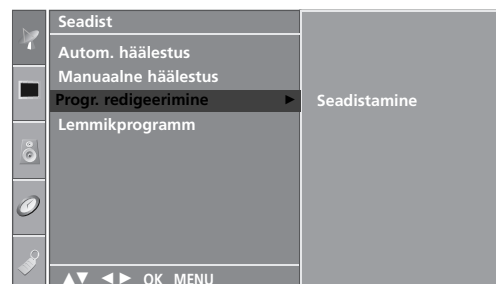 Seadist
Autom. häälestus
Manuaalne häälestus
Progr. redigeerimine ► Seadistamine
Lemmikprogramm
▲▼ ◄► OK MENU